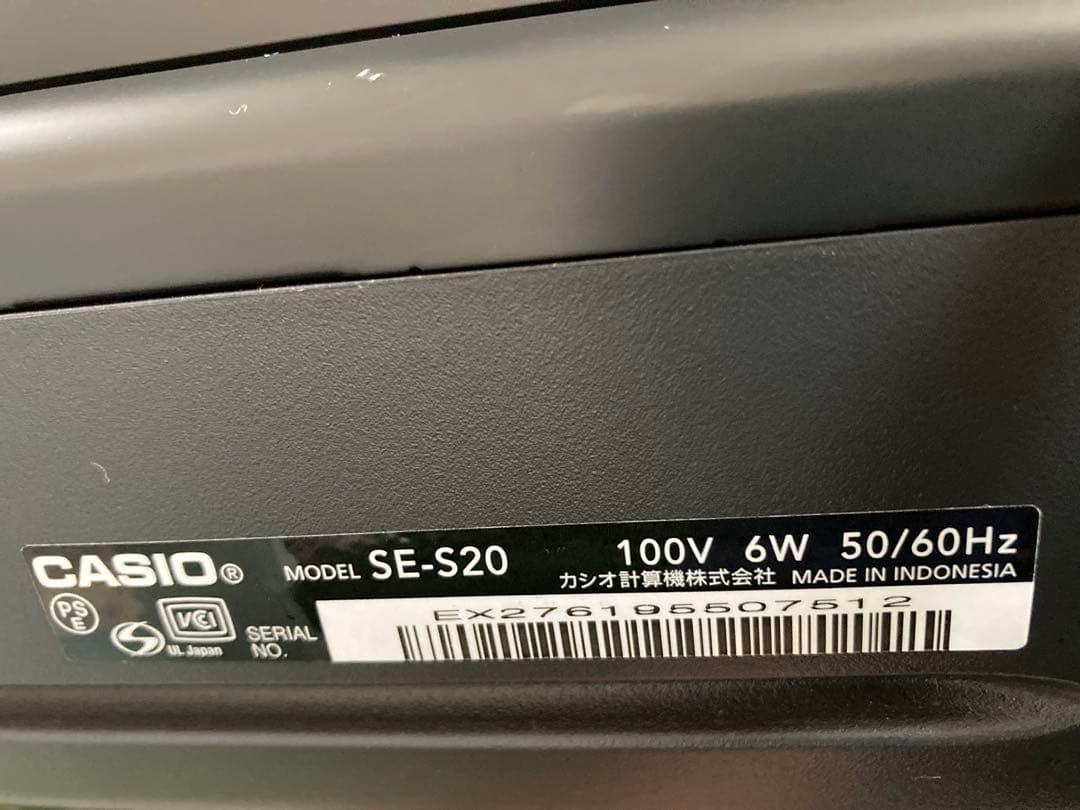 CASIO® MODEL SE-S20 100V 6W 50/60Hz
カシオ計算機株式会社 MADE IN INDONESIA
PS E
VCI
S UL Japan
SERIAL NO.
EX276195507512